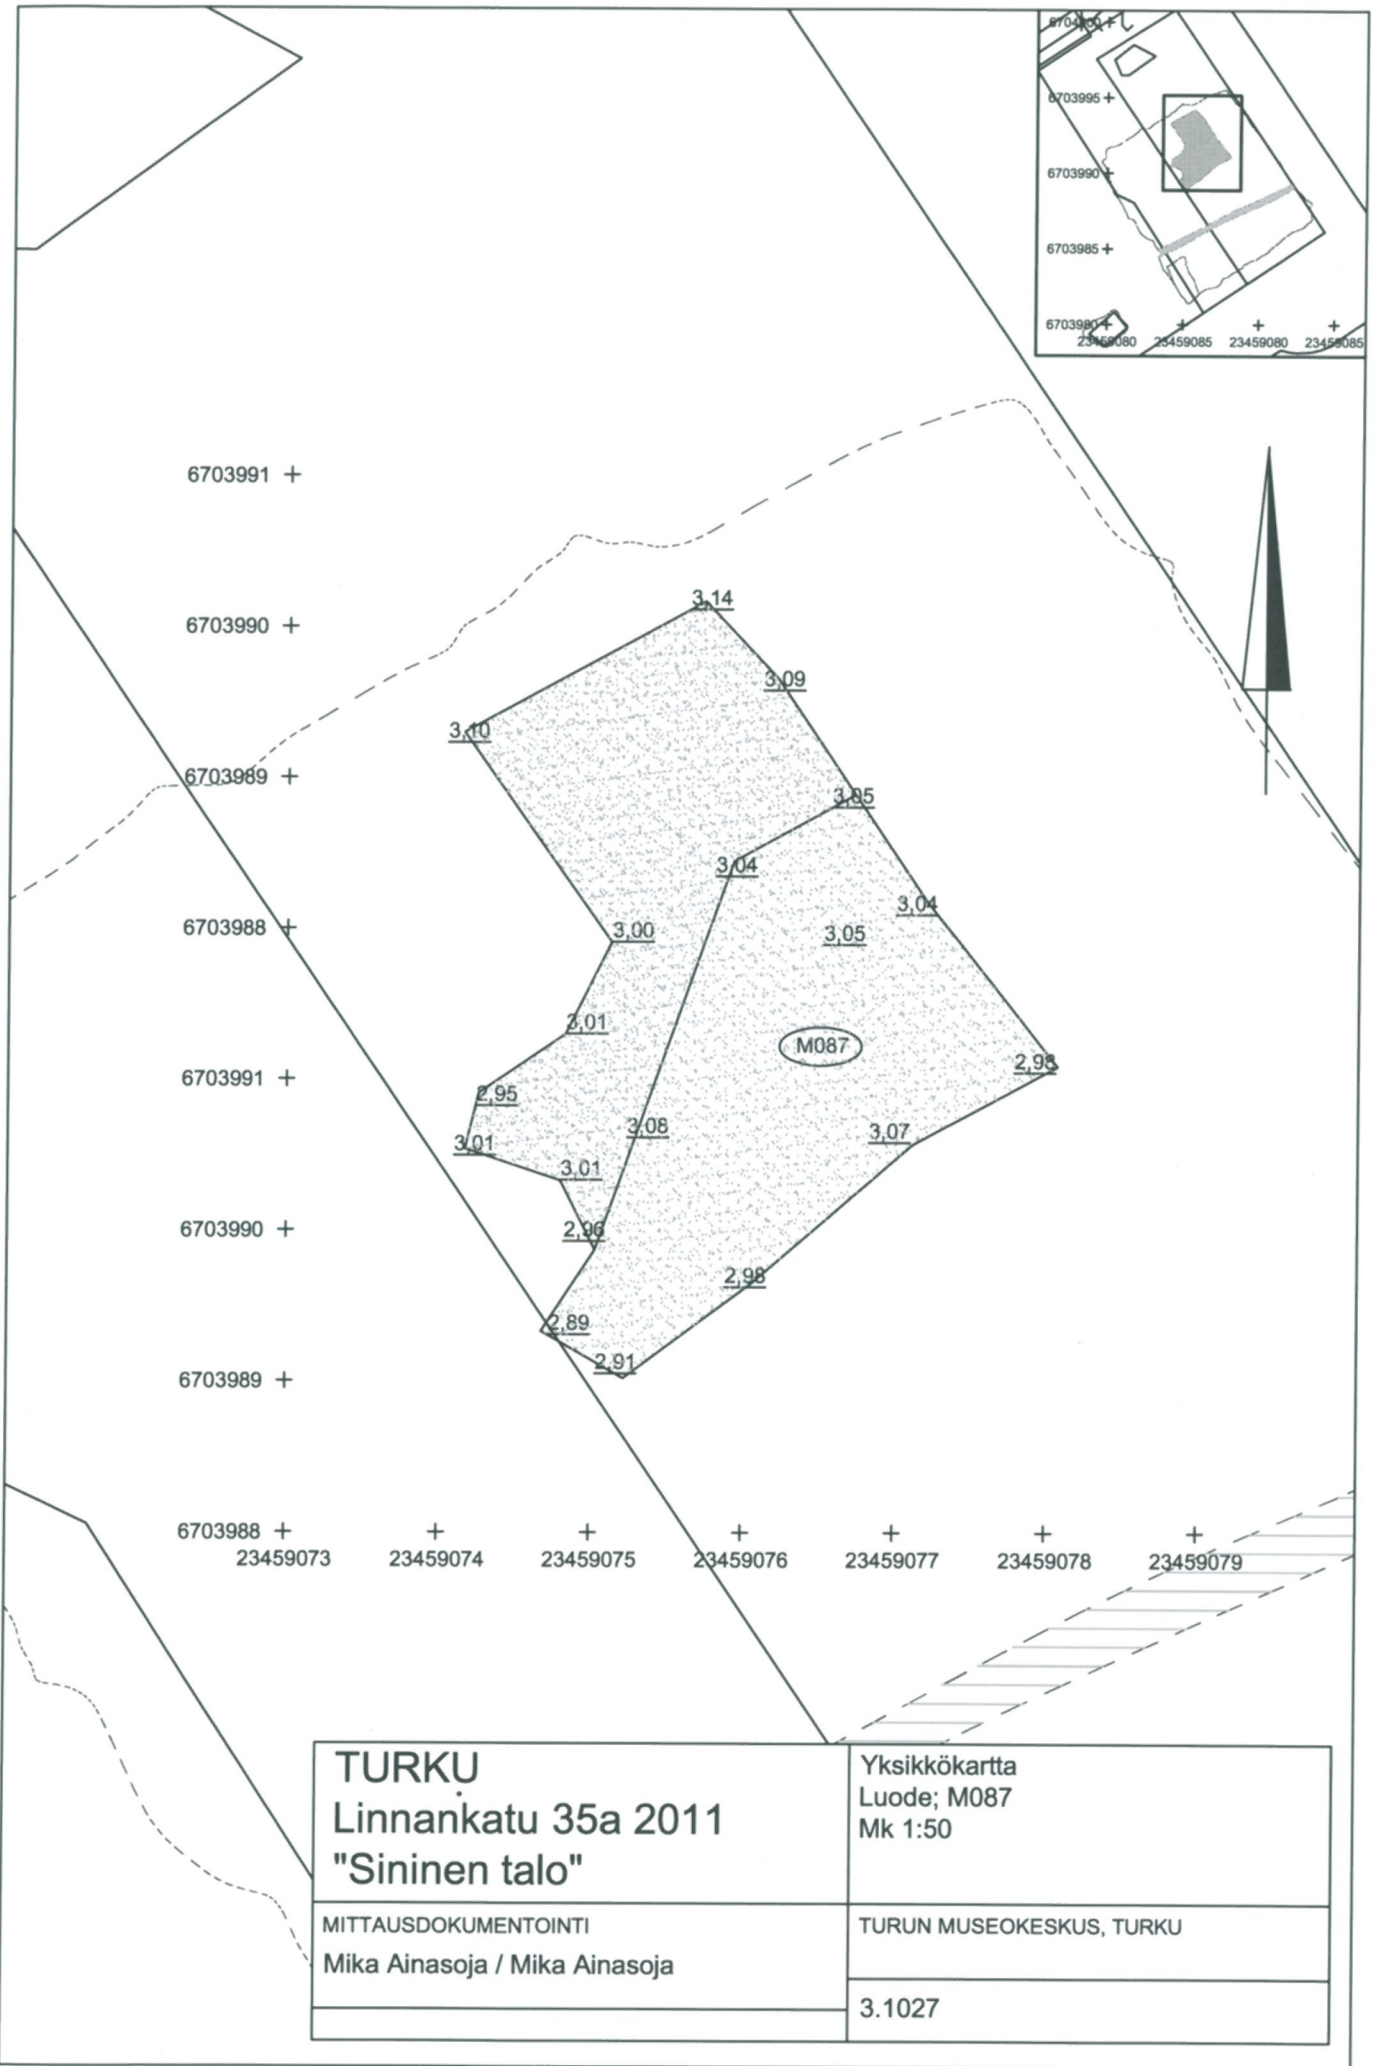 6704000
6703995
6703990
6703985
6703980
23459080 23459085 23459080 23459085
6703991
6703990
6703989
6703988
6703991
6703990
6703989
6703988
23459073 23459074 23459075 23459076 23459077 23459078 23459079
3,14
3,09
3,10
3,05
3,04
3,04
3,00
3,05
3,01
M087
2,98
2,95
3,08
3,07
3,01
3,01
2,96
2,98
2,89
2,91
TURKU
Linnankatu 35a 2011
"Sininen talo"
Yksikkökartta
Luode; M087
Mk 1:50
MITTAUSDOKUMENTOINTI
Mika Ainasoja / Mika Ainasoja
TURUN MUSEOKESKUS, TURKU
3.1027